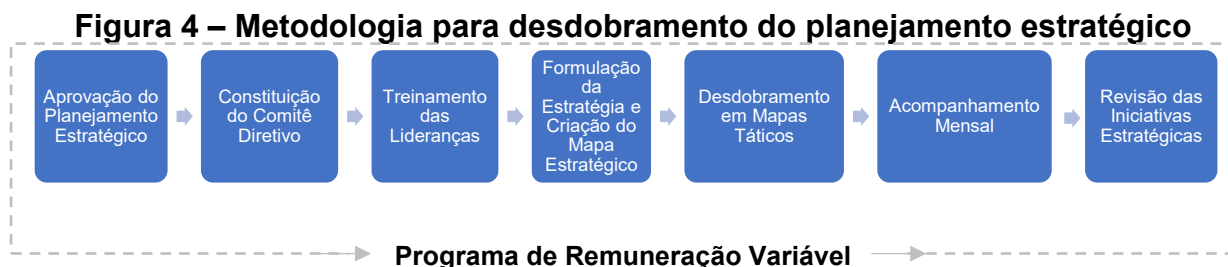 Figura 4 – Metodologia para desdobramento do planejamento estratégico
Aprovação do
Planejamento
Estratégico
Constituição
do Comitê
Diretivo
Treinamento
das
Lideranças
Formulação
da
Estratégia e
Criação do
Mapa
Estratégico
Desdobramento
em Mapas
Táticos
Acompanhamento
Mensal
Revisão das
Iniciativas
Estratégicas
Programa de Remuneração Variável